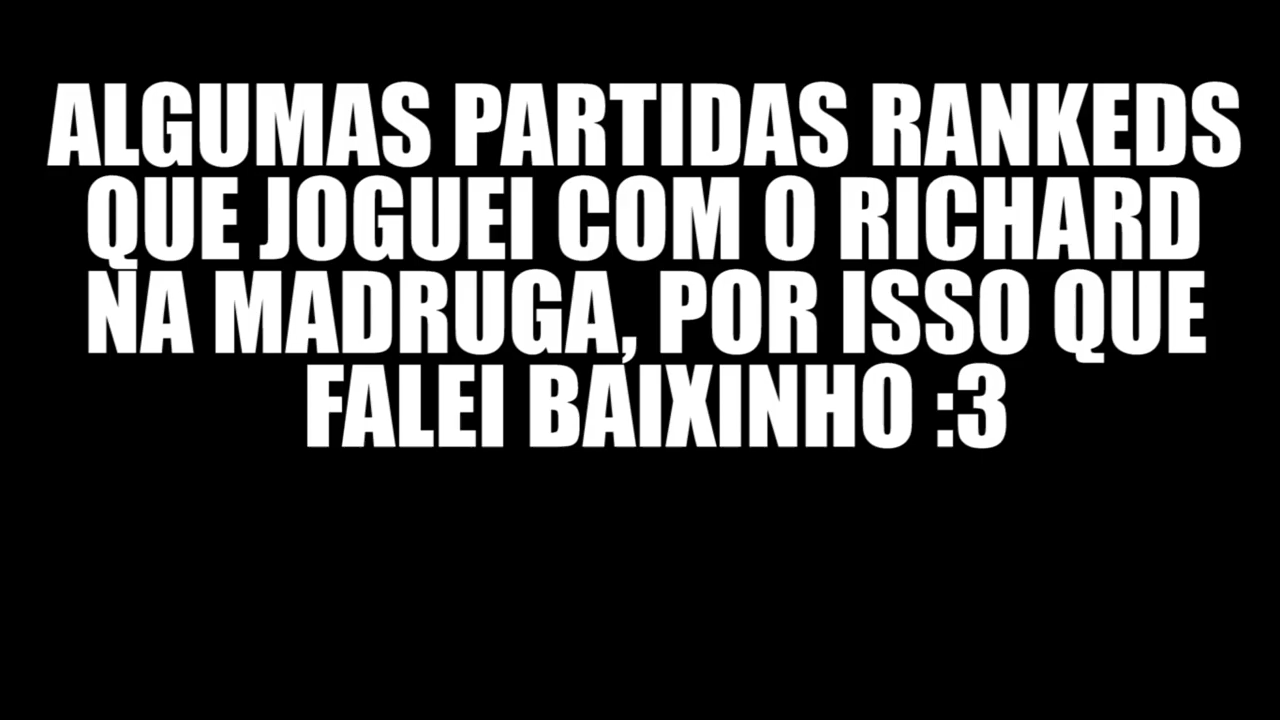 ALGUMAS PARTIDAS RANKEDS
QUE JOGUEI COM O RICHARD
NA MADRUGA, POR ISSO QUE
FALEI BAIXINHO :3